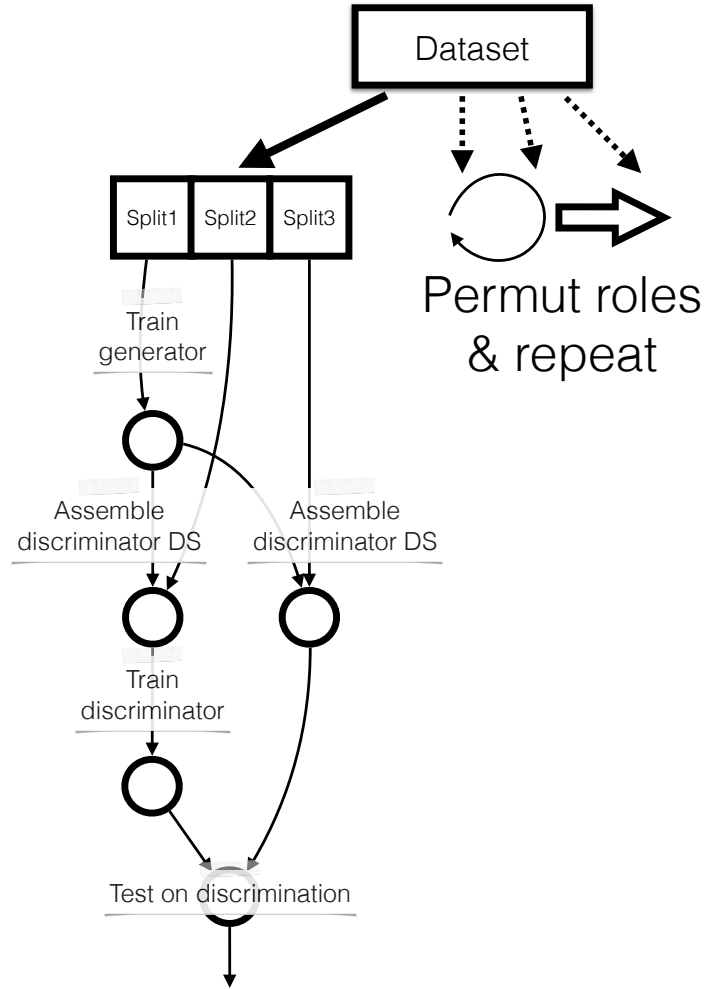 Dataset
Split1 Split2 Split3
Permut roles
& repeat
Train
generator
Assemble
discriminator DS
Assemble
discriminator DS
Train
discriminator
Test on discrimination